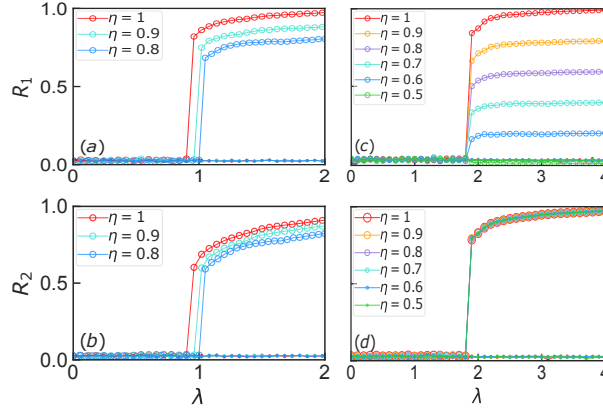 1.0
0.5
0.0
R1
η = 1
η = 0.9
η = 0.8
(a)
0 1 2
η = 1
η = 0.9
η = 0.8
η = 0.7
η = 0.6
η = 0.5
(c)
0 1 2 3 4
1.0
0.5
0.0
R2
η = 1
η = 0.9
η = 0.8
(b)
0 1 2
λ
η = 1
η = 0.9
η = 0.8
η = 0.7
η = 0.6
η = 0.5
(d)
0 1 2 3 4
λ